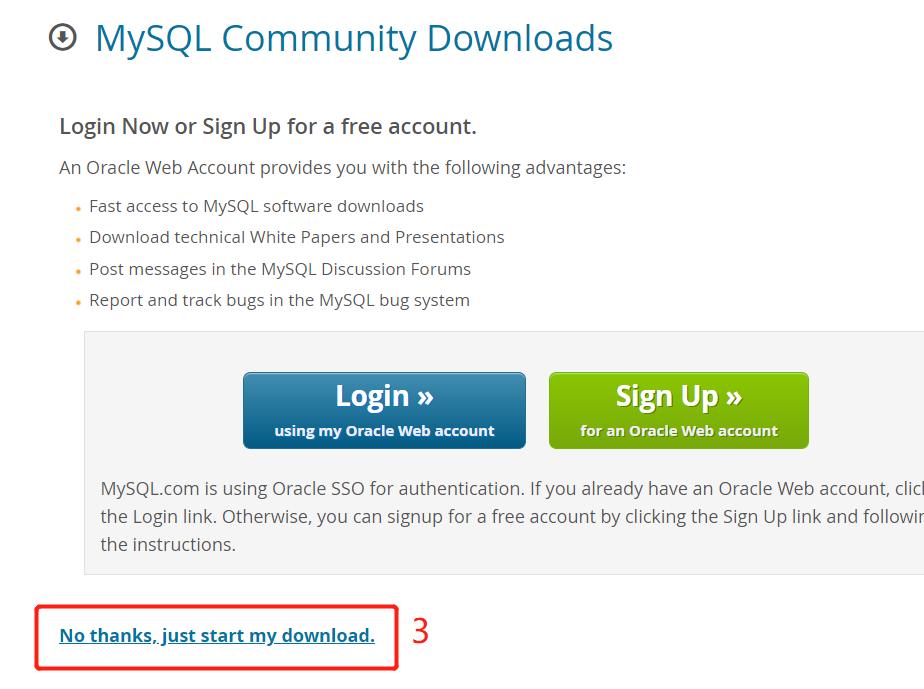 MySQL Community Downloads
Login Now or Sign Up for a free account.
An Oracle Web Account provides you with the following advantages:
Fast access to MySQL software downloads
Download technical White Papers and Presentations
Post messages in the MySQL Discussion Forums
Report and track bugs in the MySQL bug system
Login »
using my Oracle Web account
Sign Up »
for an Oracle Web account
MySQL.com is using Oracle SSO for authentication. If you already have an Oracle Web account,
the Login link. Otherwise, you can signup for a free account by clicking the Sign Up link and
the instructions.
No thanks, just start my download.
3